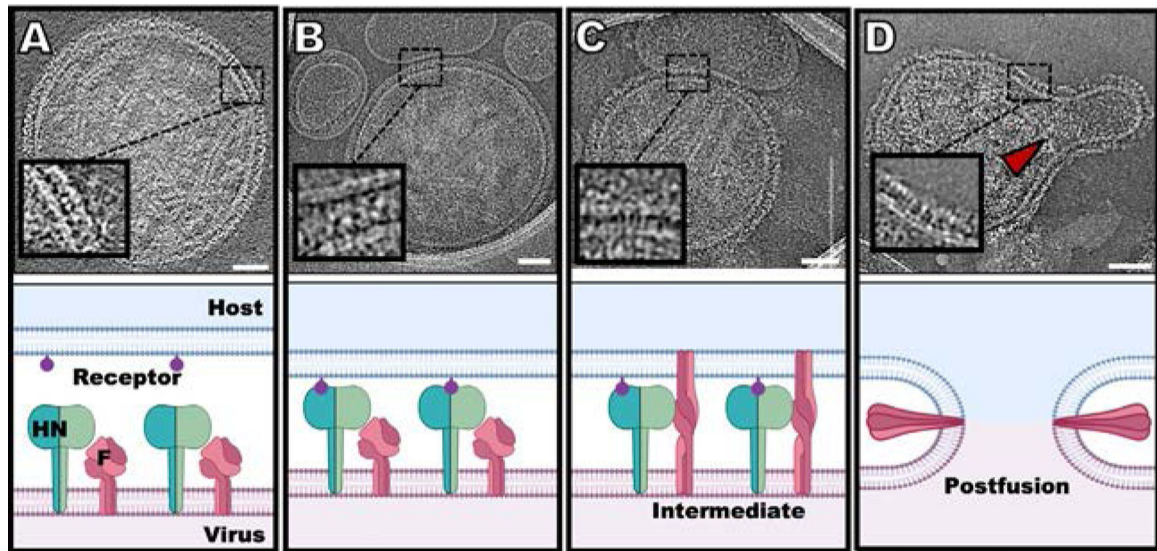 A
B
C
D
Host
Receptor
HN
F
Virus
Intermediate
Postfusion